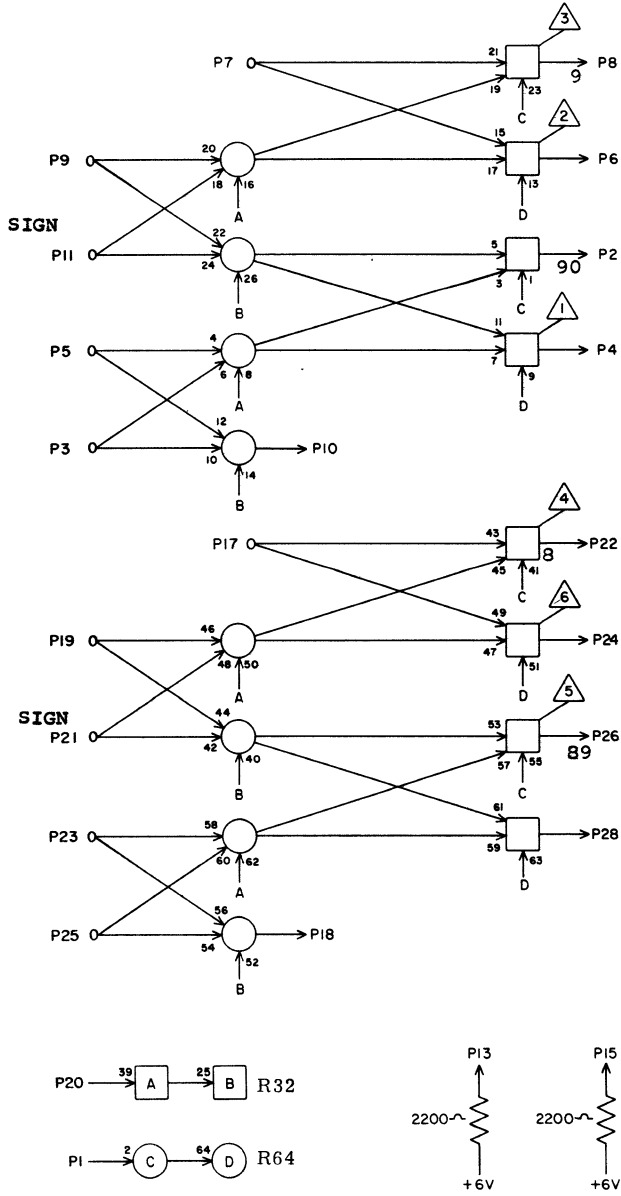 3
P7 O 21 P8
19 23 9
C
2
15
P9 O 20 17 P6
18 16 13
A D
SIGN
22 5
P11 O 24 26 3 1 P2
90
B C
1
11
P5 O 4 7 P4
6 8 9
A D
12
P3 O 10 14 P10
B
4
P17 O 43 P22
45 41 8
C
6
49
P19 O 46 47 P24
48 50 51
A D
5
SIGN
44 53
P21 O 42 40 57 55 P26
89
B C
61
P23 O 58 59 P28
60 62 63
A D
56
P25 O 54 52 P18
B
P13 P15
P20 39 A 25 B R32
2200 2200
P1 2 C 64 D R64
+6V +6V